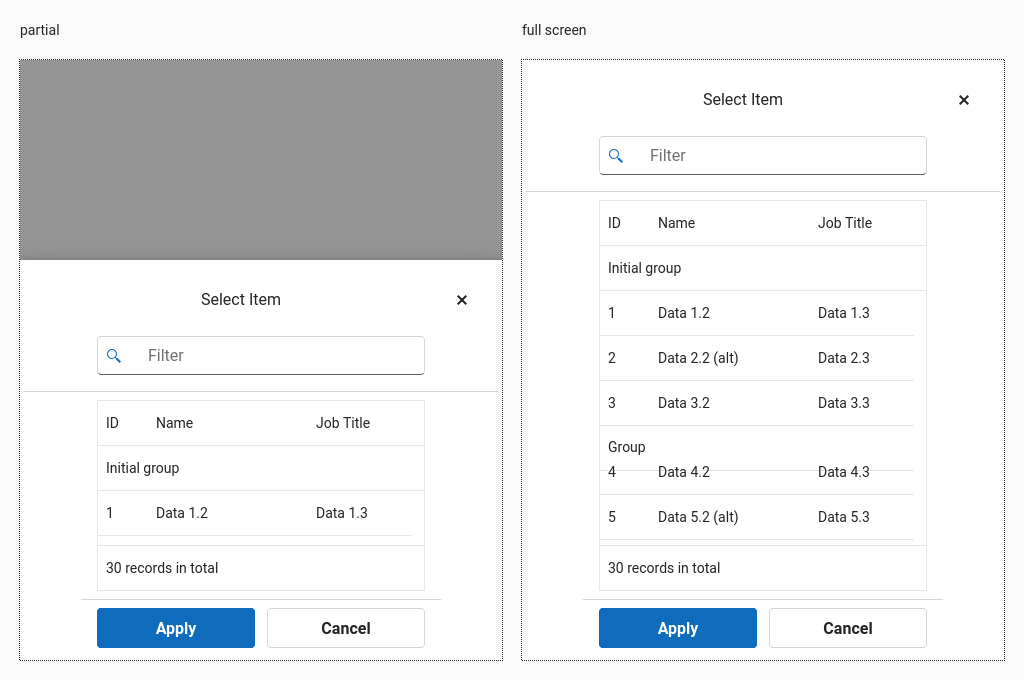 partial
Select Item ×
Filter
ID Name Job Title
Initial group
1 Data 1.2 Data 1.3
30 records in total
Apply Cancel
full screen
Select Item ×
Filter
ID Name Job Title
Initial group
1 Data 1.2 Data 1.3
2 Data 2.2 (alt) Data 2.3
3 Data 3.2 Data 3.3
Group
4 Data 4.2 Data 4.3
5 Data 5.2 (alt) Data 5.3
30 records in total
Apply Cancel